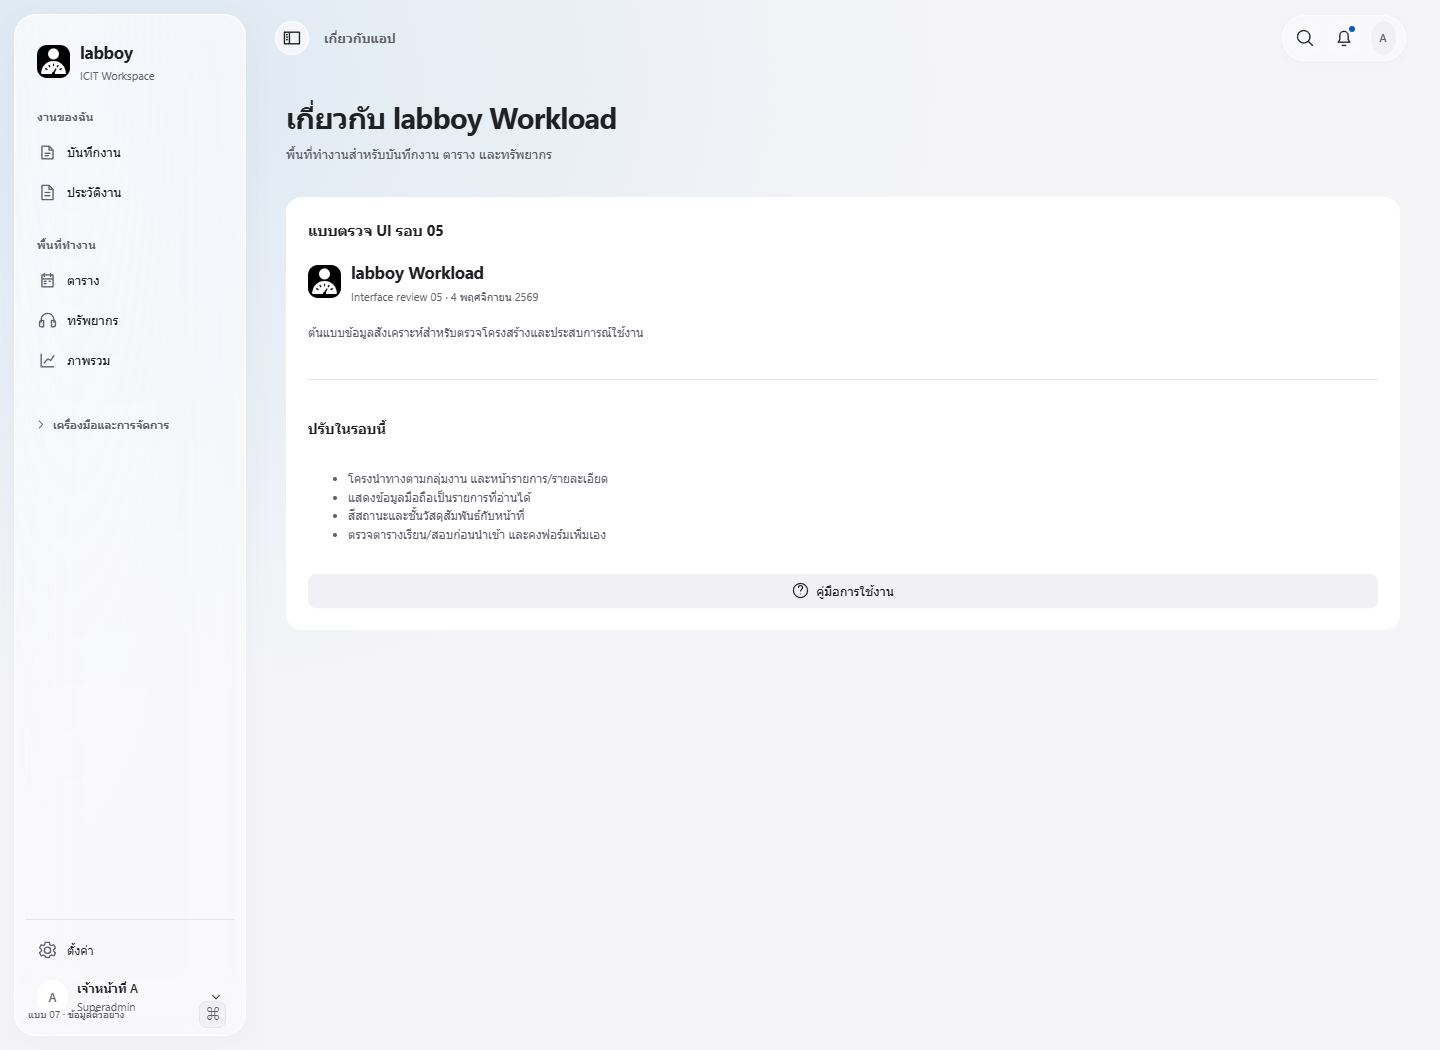 labboy
ICIT Workspace
งานของฉัน
บันทึกงาน
ประวัติงาน
พื้นที่ทำงาน
ตาราง
ทรัพยากร
ภาพรวม
เครื่องมือและการจัดการ
ตั้งค่า
A
เจ้าหน้าที่ A
Superadmin
แบบ 07 · ข้อมูลตัวอย่าง
⌘
เกี่ยวกับแอป
A
เกี่ยวกับ labboy Workload
พื้นที่ทำงานสำหรับบันทึกงาน ตาราง และทรัพยากร
แบบตรวจ UI รอบ 05
labboy Workload
Interface review 05 · 4 พฤศจิกายน 2569
ต้นแบบข้อมูลสังเคราะห์สำหรับตรวจโครงสร้างและประสบการณ์ใช้งาน
ปรับในรอบนี้
• โครงนำทางตามกลุ่มงาน และหน้ารายการ/รายละเอียด
• แสดงข้อมูลมือถือเป็นรายการที่อ่านได้
• สีสถานะและชั้นวัสดุสัมพันธ์กับหน้าที่
• ตรวจตารางเรียน/สอบก่อนนำเข้า และคงฟอร์มเพิ่มเอง
คู่มือการใช้งาน